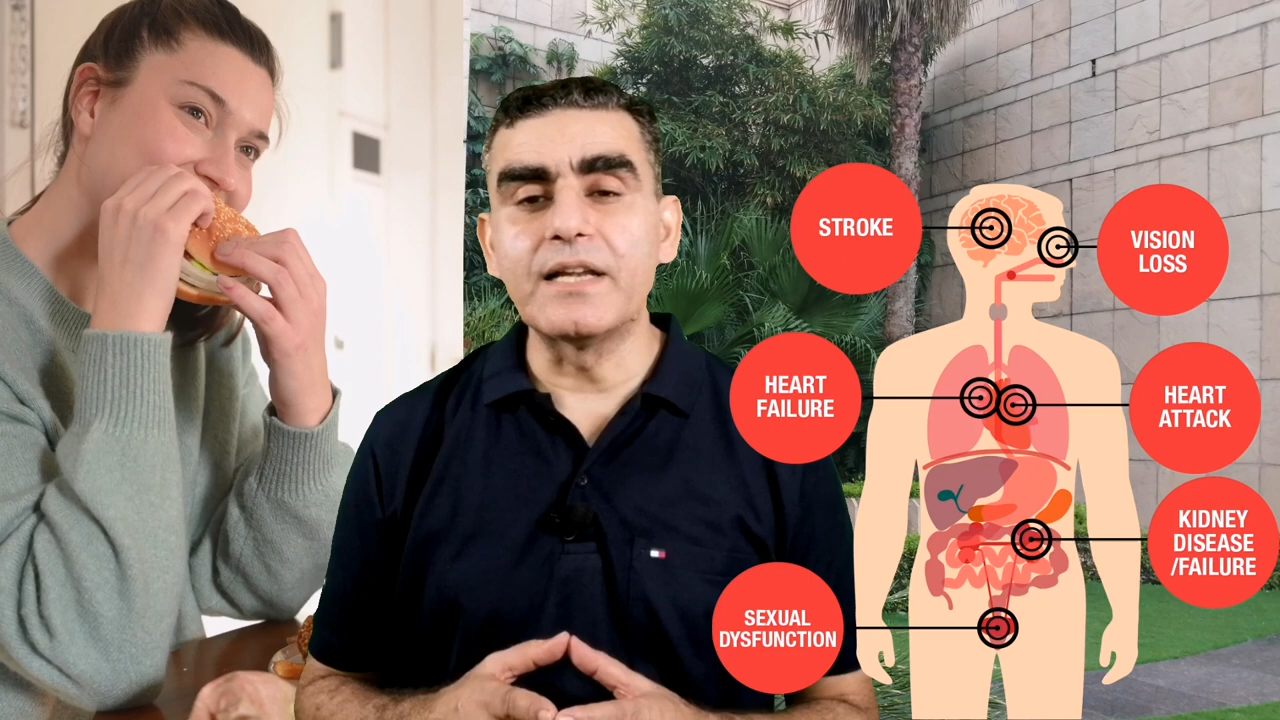 STROKE
VISION
LOSS
HEART
FAILURE
HEART
ATTACK
KIDNEY
DISEASE
/FAILURE
SEXUAL
DYSFUNCTION